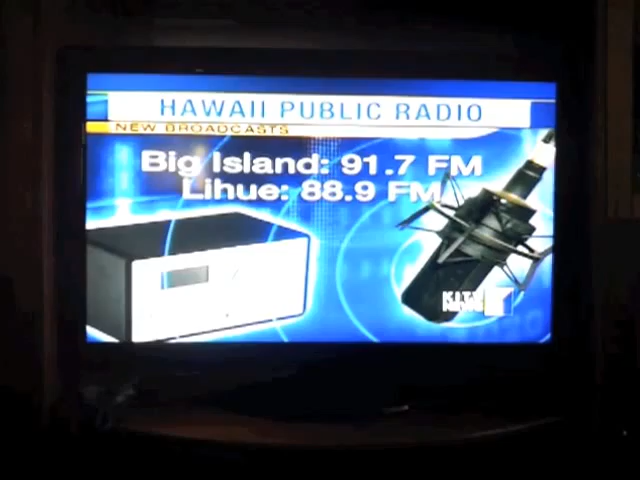 HAWAII PUBLIC RADIO
NEW BROADCASTS
Big Island: 91.7 FM
Lihue: 88.9 FM